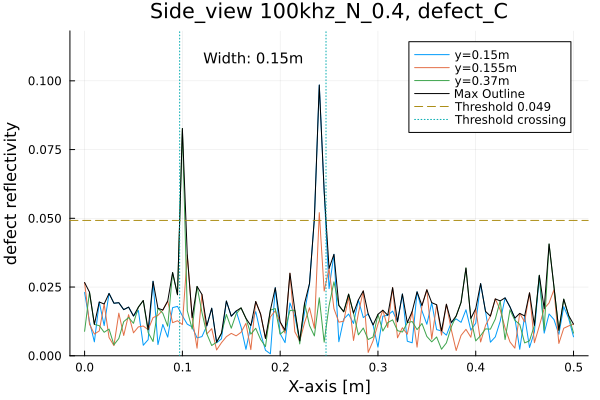 Side_view 100khz_N_0.4, defect_C
Width: 0.15m
y=0.15m
y=0.155m
y=0.37m
Max Outline
Threshold 0.049
Threshold crossing
defect reflectivity
0.100
0.075
0.050
0.025
0.000
0.0
0.1
0.2
0.3
0.4
0.5
X-axis [m]